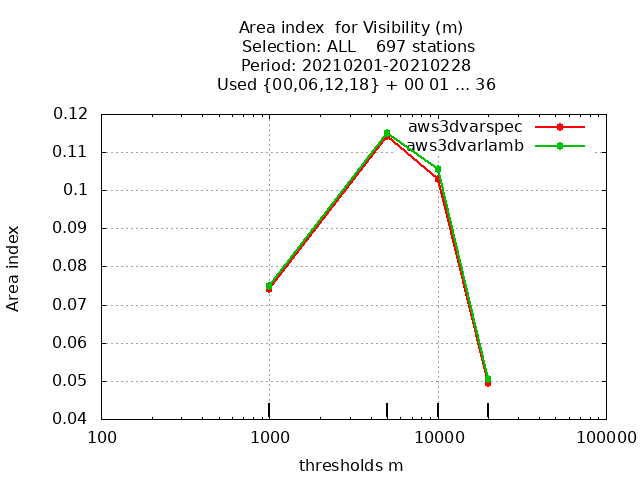 Area index  for Visibility (m)
Selection: ALL    697 stations
Period: 20210201-20210228
Used {00,06,12,18} + 00 01 ... 36
0.12
aws3dvarspec
aws3dvarlamb
0.11
0.1
0.09
0.08
0.07
0.06
0.05
0.04
Area index
100
1000
10000
100000
thresholds m